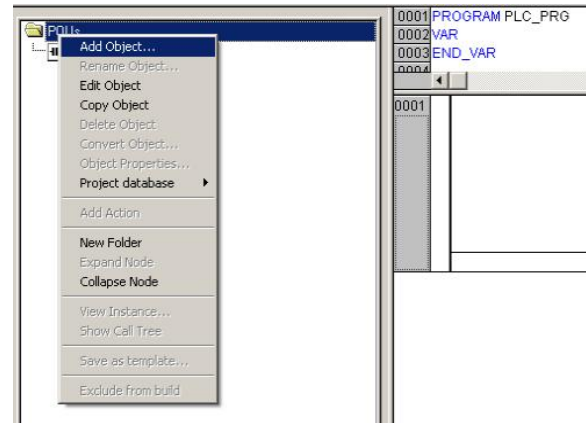 POUs
Add Object...
Rename Object...
Edit Object
Copy Object
Delete Object
Convert Object...
Object Properties...
Project database
Add Action
New Folder
Expand Node
Collapse Node
View Instance...
Show Call Tree
Save as template...
Exclude from build
0001 PROGRAM PLC_PRG
0002 VAR
0003 END_VAR
0004
0001